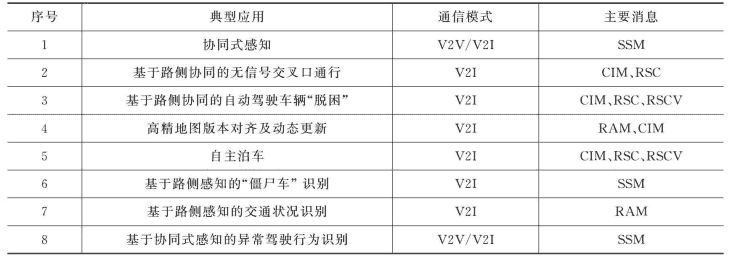 序号 典型应用 通信模式 主要消息
1 协同式感知 V2V/V2I SSM
2 基于路侧协同的无信号交叉口通行 V2I CIM、RSC
3 基于路侧协同的自动驾驶车辆“脱困” V2I CIM、RSC、RSCV
4 高精地图版本对齐及动态更新 V2I RAM、CIM
5 自主泊车 V2I CIM、RSC、RSCV
6 基于路侧感知的“僵尸车”识别 V2I SSM
7 基于路侧感知的交通状况识别 V2I RAM
8 基于协同式感知的异常驾驶行为识别 V2V/V2I SSM